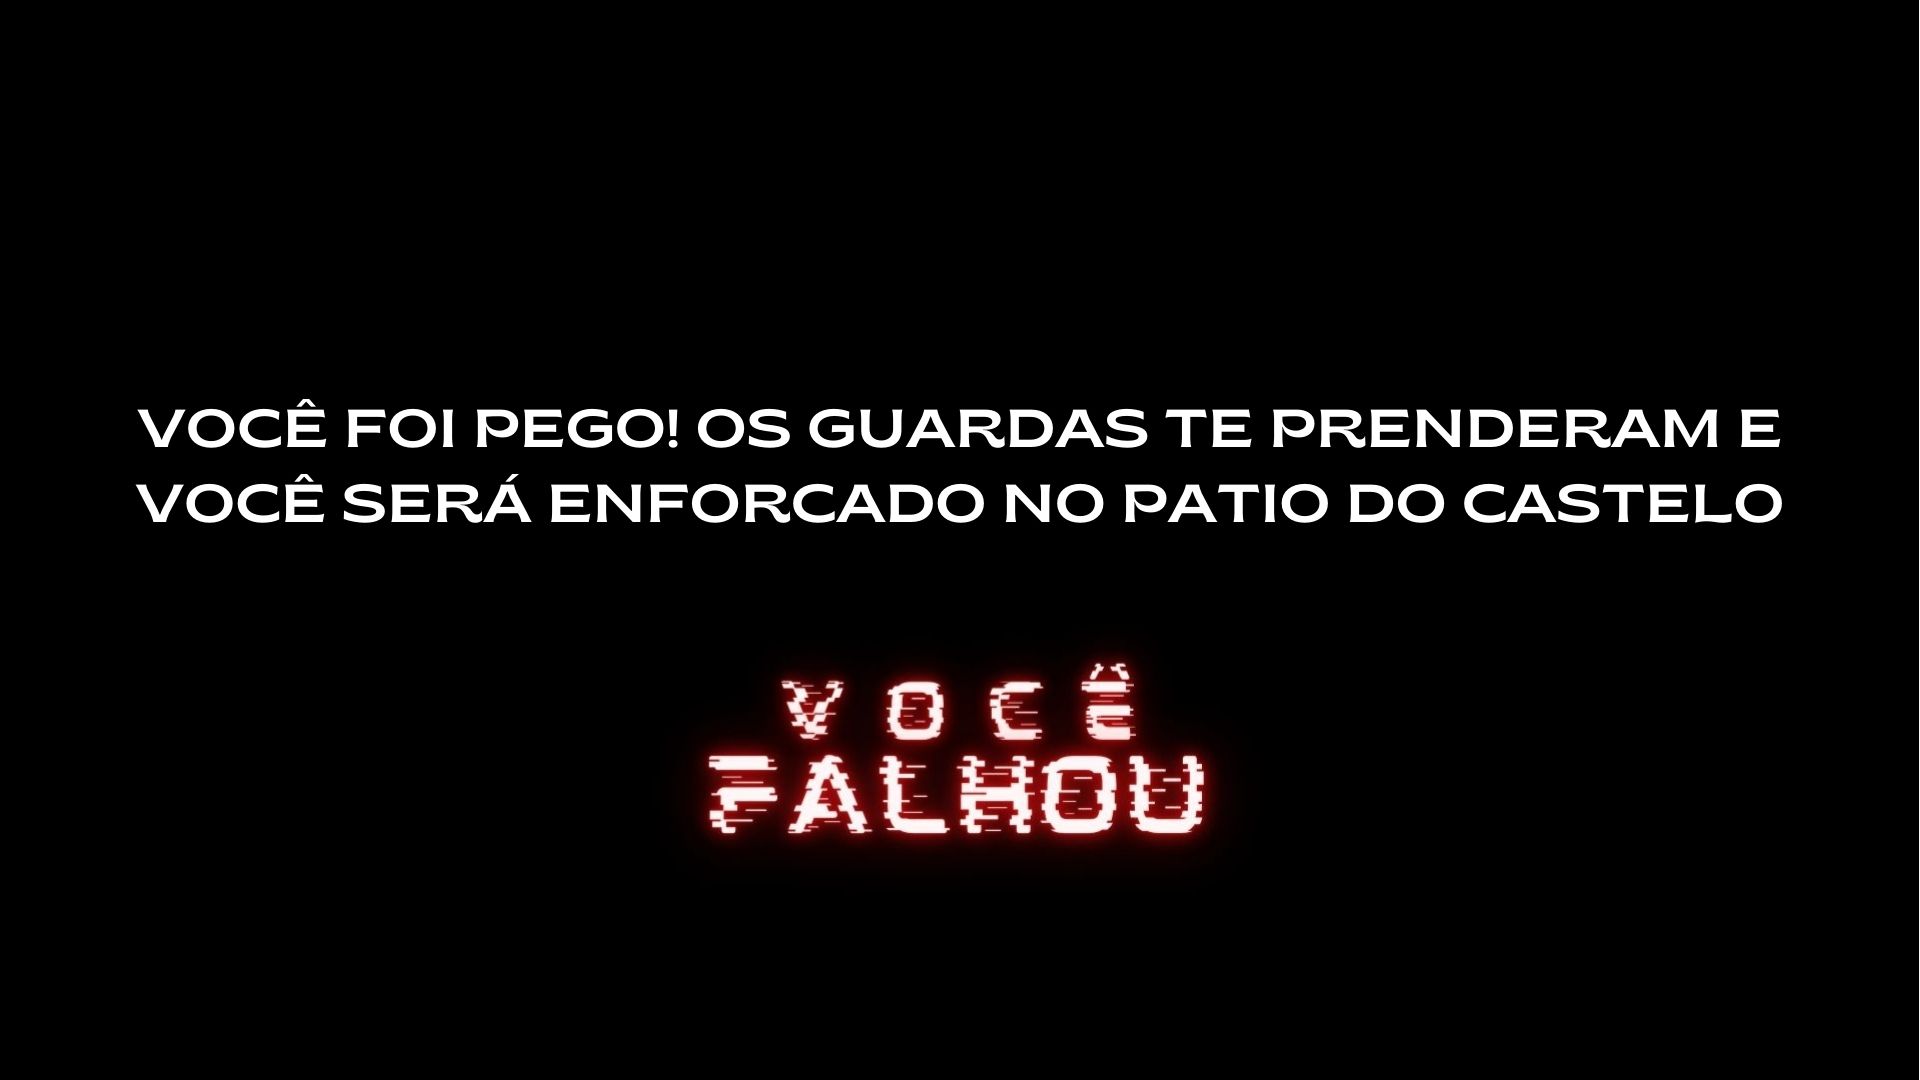 VOCÊ FOI PEGO! OS GUARDAS TE PRENDERAM E
VOCÊ SERÁ ENFORCADO NO PATIO DO CASTELO
VOCÊ
FALHOU